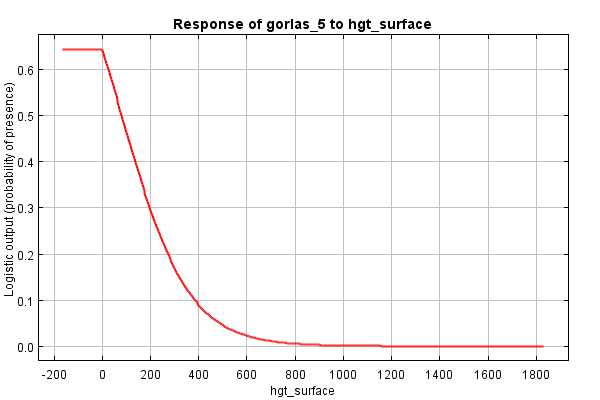 Response of gorlas_5 to hgt_surface
Logistic output (probability of presence)
0.6
0.5
0.4
0.3
0.2
0.1
0.0
-200 0 200 400 600 800 1000 1200 1400 1600 1800
hgt_surface